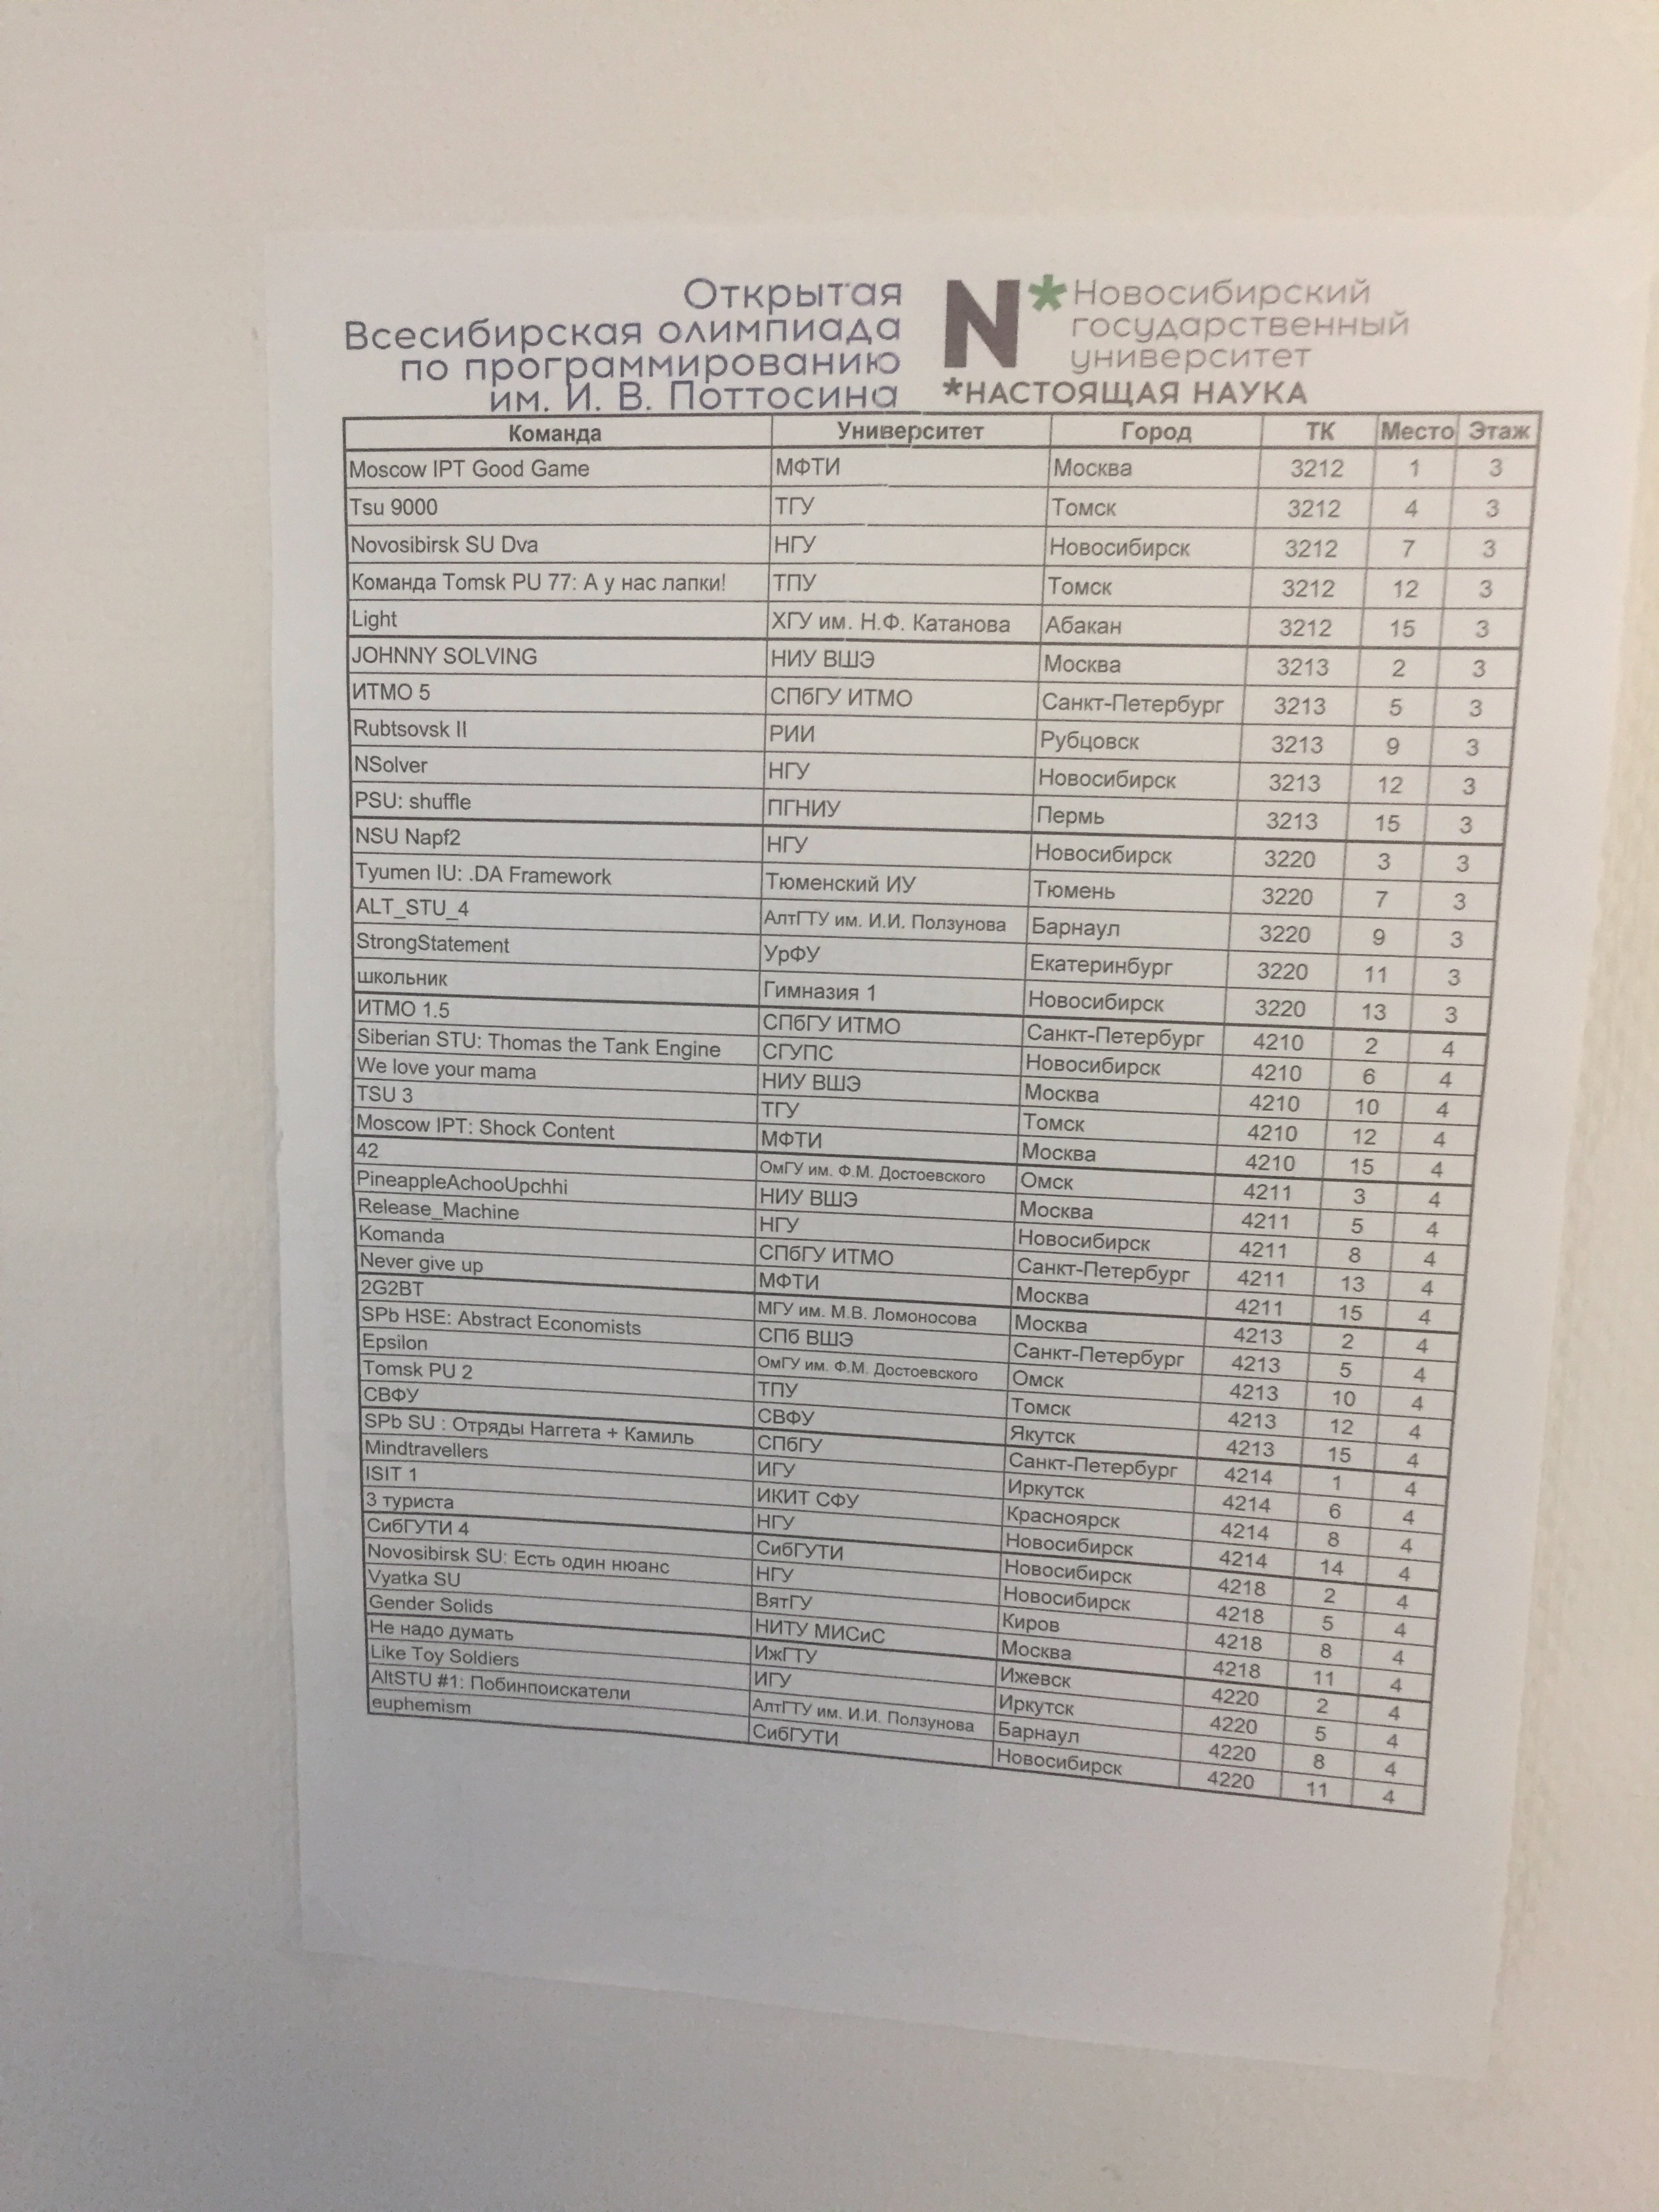 Открытая
Всесибирская олимпиада
по программированию
им. И. В. Поттосина
N* Новосибирский
государственный
университет
*НАСТОЯЩАЯ НАУКА
Команда Университет Город ТК Место Этаж
Moscow IPT Good Game МФТИ Москва 3212 1 3
Tsu 9000 ТГУ Томск 3212 4 3
Novosibirsk SU Dva НГУ Новосибирск 3212 7 3
Команда Tomsk PU 77: А у нас лапки! ТПУ Томск 3212 12 3
Light ХГУ им. Н.Ф. Катанова Абакан 3212 15 3
JOHNNY SOLVING НИУ ВШЭ Москва 3213 2 3
ИТМО 5 СПбГУ ИТМО Санкт-Петербург 3213 5 3
Rubtsovsk II РИИ Рубцовск 3213 9 3
NSolver НГУ Новосибирск 3213 12 3
PSU: shuffle ПГНИУ Пермь 3213 15 3
NSU Napf2 НГУ Новосибирск 3220 3 3
Tyumen IU: .DA Framework Тюменский ИУ Тюмень 3220 7 3
ALT_STU_4 АлтГТУ им. И.И. Ползунова Барнаул 3220 9 3
StrongStatement УрФУ Екатеринбург 3220 11 3
школьник Гимназия 1 Новосибирск 3220 13 3
ИТМО 1.5 СПбГУ ИТМО Санкт-Петербург 4210 2 4
Siberian STU: Thomas the Tank Engine СГУПС Новосибирск 4210 6 4
We love your mama НИУ ВШЭ Москва 4210 10 4
TSU 3 ТГУ Томск 4210 12 4
Moscow IPT: Shock Content МФТИ Москва 4210 15 4
42 ОмГУ им. Ф.М. Достоевского Омск 4211 3 4
PineappleAchooUpchhi НИУ ВШЭ Москва 4211 5 4
Release_Machine НГУ Новосибирск 4211 8 4
Komanda СПбГУ ИТМО Санкт-Петербург 4211 13 4
Never give up МФТИ Москва 4211 15 4
2G2BT МГУ им. М.В. Ломоносова Москва 4213 2 4
SPb HSE: Abstract Economists СПб ВШЭ Санкт-Петербург 4213 5 4
Epsilon ОмГУ им. Ф.М. Достоевского Омск 4213 10 4
Tomsk PU 2 ТПУ Томск 4213 12 4
СВФУ СВФУ Якутск 4213 15 4
SPb SU : Отряды Наггета + Камиль СПбГУ Санкт-Петербург 4214 1 4
Mindtravellers ИГУ Иркутск 4214 6 4
ISIT 1 ИКИТ СФУ Красноярск 4214 8 4
3 туриста НГУ Новосибирск 4214 14 4
СибГУТИ 4 СибГУТИ Новосибирск 4218 2 4
Novosibirsk SU: Есть один нюанс НГУ Новосибирск 4218 5 4
Vyatka SU ВятГУ Киров 4218 8 4
Gender Solids НИТУ МИСиС Москва 4218 11 4
Не надо думать ИжГТУ Ижевск 4220 2 4
Like Toy Soldiers ИГУ Иркутск 4220 5 4
AltSTU #1: Побинпоискатели АлтГТУ им. И.И. Ползунова Барнаул 4220 8 4
euphemism СибГУТИ Новосибирск 4220 11 4